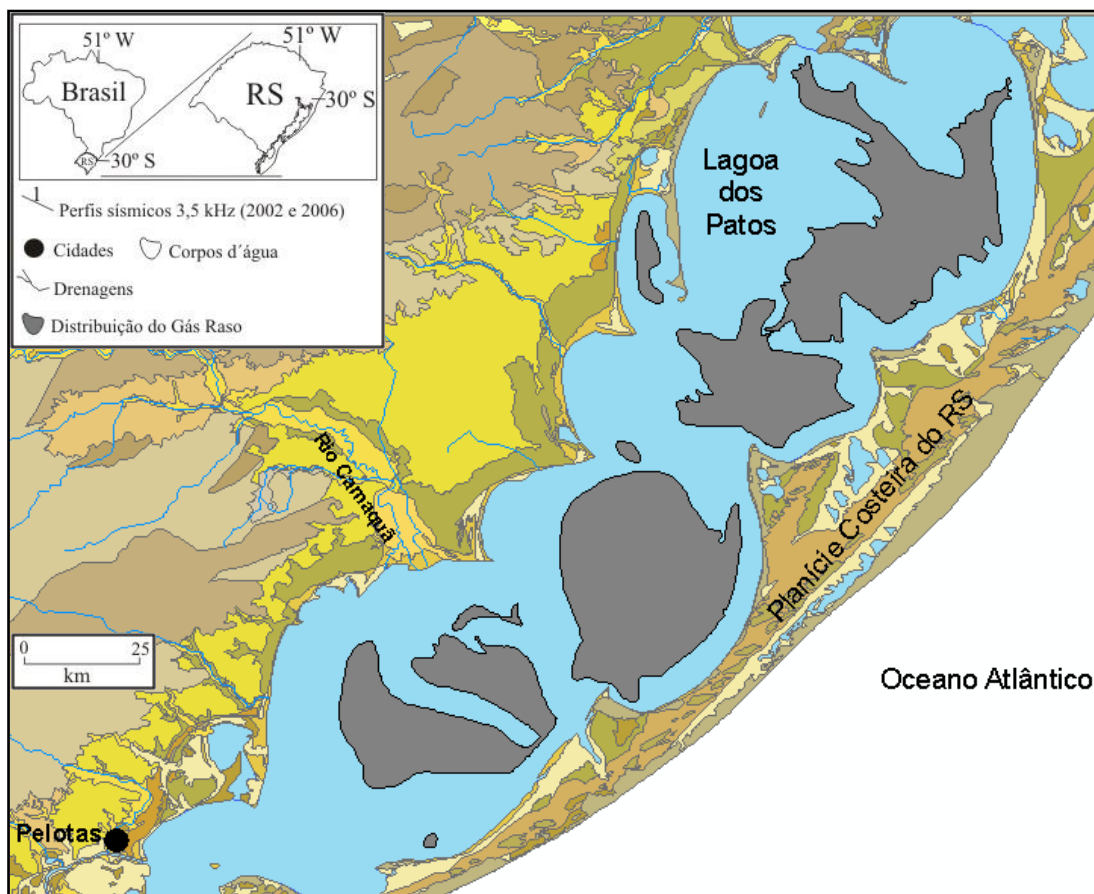 51º W
51º W
Brasil
RS
30º S
RS
30º S
1
Perfis sísmicos 3,5 kHz (2002 e 2006)
Cidades
Corpos d´água
Drenagens
Distribuição do Gás Raso
Lagoa
dos
Patos
Rio Camaquã
Planície Costeira do RS
0
25
km
Oceano Atlântico
Pelotas